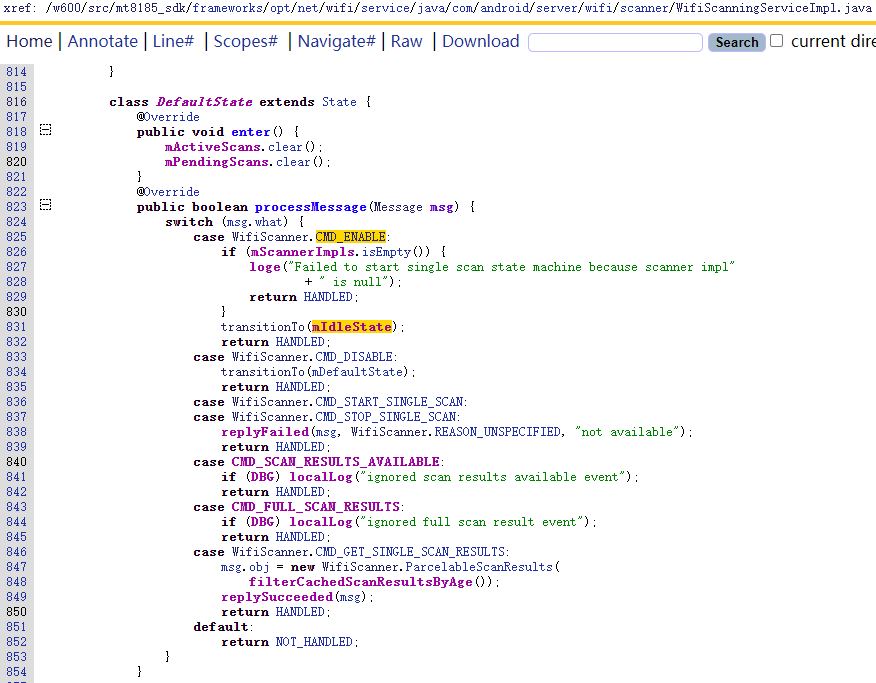 xref: /w600/src/mt8185_sdk/frameworks/opt/net/wifi/service/java/com/android/server/wifi/scanner/WifiScanningServiceImpl.java
Home | Annotate | Line# | Scopes# | Navigate# | Raw | Download Search current dire
814 }
815
816 class DefaultState extends State {
817 @Override
818 public void enter() {
819 mActiveScans.clear();
820 mPendingScans.clear();
821 }
822 @Override
823 public boolean processMessage(Message msg) {
824 switch (msg.what) {
825 case WifiScanner.CMD_ENABLE:
826 if (mScannerImpls.isEmpty()) {
827 loge("Failed to start single scan state machine because scanner impl"
828 + " is null");
829 return HANDLED;
830 }
831 transitionTo(mIdleState);
832 return HANDLED;
833 case WifiScanner.CMD_DISABLE:
834 transitionTo(mDefaultState);
835 return HANDLED;
836 case WifiScanner.CMD_START_SINGLE_SCAN:
837 case WifiScanner.CMD_STOP_SINGLE_SCAN:
838 replyFailed(msg, WifiScanner.REASON_UNSPECIFIED, "not available");
839 return HANDLED;
840 case CMD_SCAN_RESULTS_AVAILABLE:
841 if (DBG) localLog("ignored scan results available event");
842 return HANDLED;
843 case CMD_FULL_SCAN_RESULTS:
844 if (DBG) localLog("ignored full scan result event");
845 return HANDLED;
846 case WifiScanner.CMD_GET_SINGLE_SCAN_RESULTS:
847 msg.obj = new WifiScanner.ParcelableScanResults(
848 filterCachedScanResultsByAge());
849 replySucceeded(msg);
850 return HANDLED;
851 default:
852 return NOT_HANDLED;
853 }
854 }